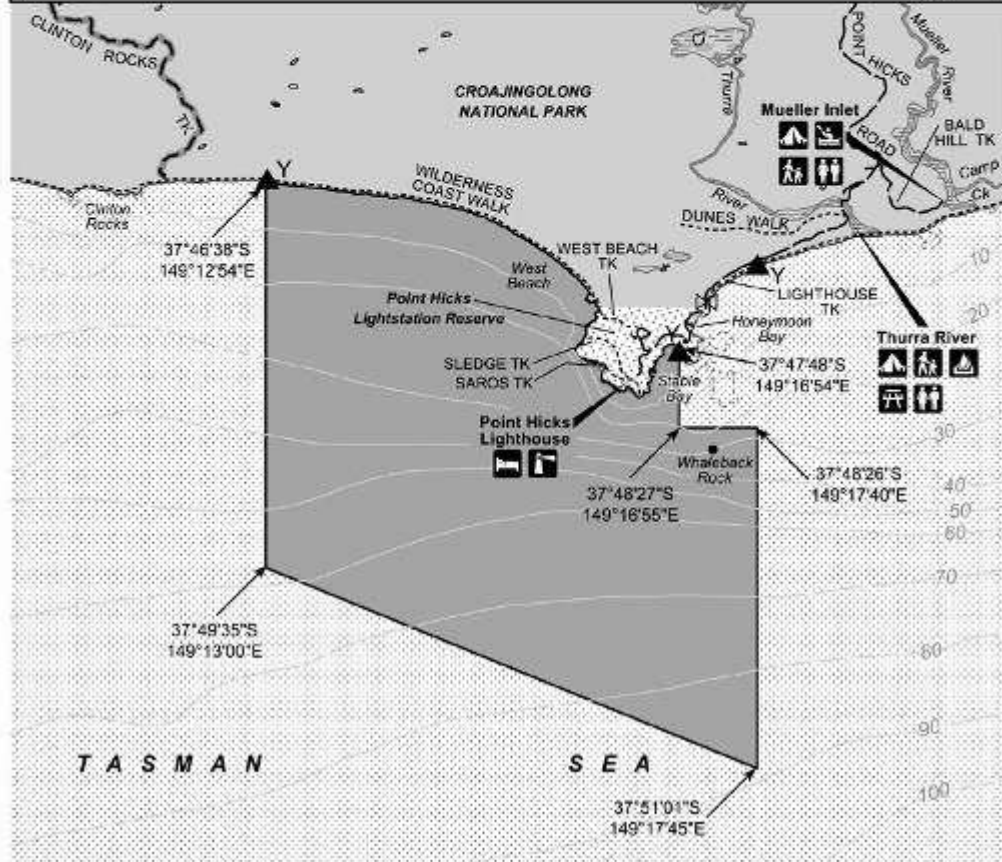 CLINTON ROCKS
TK
CROAJINGOLONG
NATIONAL PARK
Thurra
River
POINT HICKS
ROAD
Mueller
River
Mueller Inlet
BALD
HILL TK
Camp
Ck
DUNES WALK
Y
WILDERNESS
COAST WALK
Clinton
Rocks
37°46'38"S
149°12'54"E
West
Beach
WEST BEACH
TK
Point Hicks
Lightstation Reserve
SLEDGE TK
SAROS TK
Y
LIGHTHOUSE
TK
Honeymoon
Bay
Y
37°47'48"S
149°16'54"E
Stable
Bay
Thurra River
Point Hicks
Lighthouse
Whaleback
Rock
37°48'27"S
149°16'55"E
37°48'26"S
149°17'40"E
10
20
30
40
50
60
70
80
90
100
37°49'35"S
149°13'00"E
TASMAN SEA
37°51'01"S
149°17'45"E